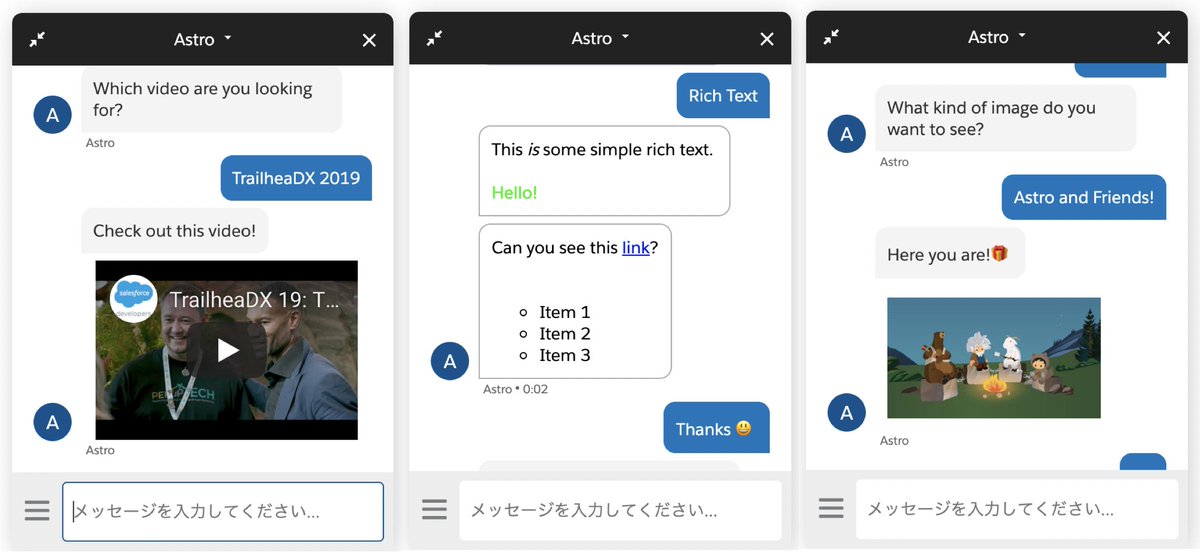 Astro
Which video are you looking
for?
A
Astro
TrailheaDX 2019
Check out this video!
salesforce
developers
TrailheaDX 19: T...
A
Astro
メッセージを入力してください...
Astro
Rich Text
This is some simple rich text.
Hello!
Can you see this link?
Item 1
Item 2
Item 3
A
Astro • 0:02
Thanks 😃
メッセージを入力してください...
Astro
What kind of image do you
want to see?
A
Astro
Astro and Friends!
Here you are!🎁
A
Astro
メッセージを入力してください...